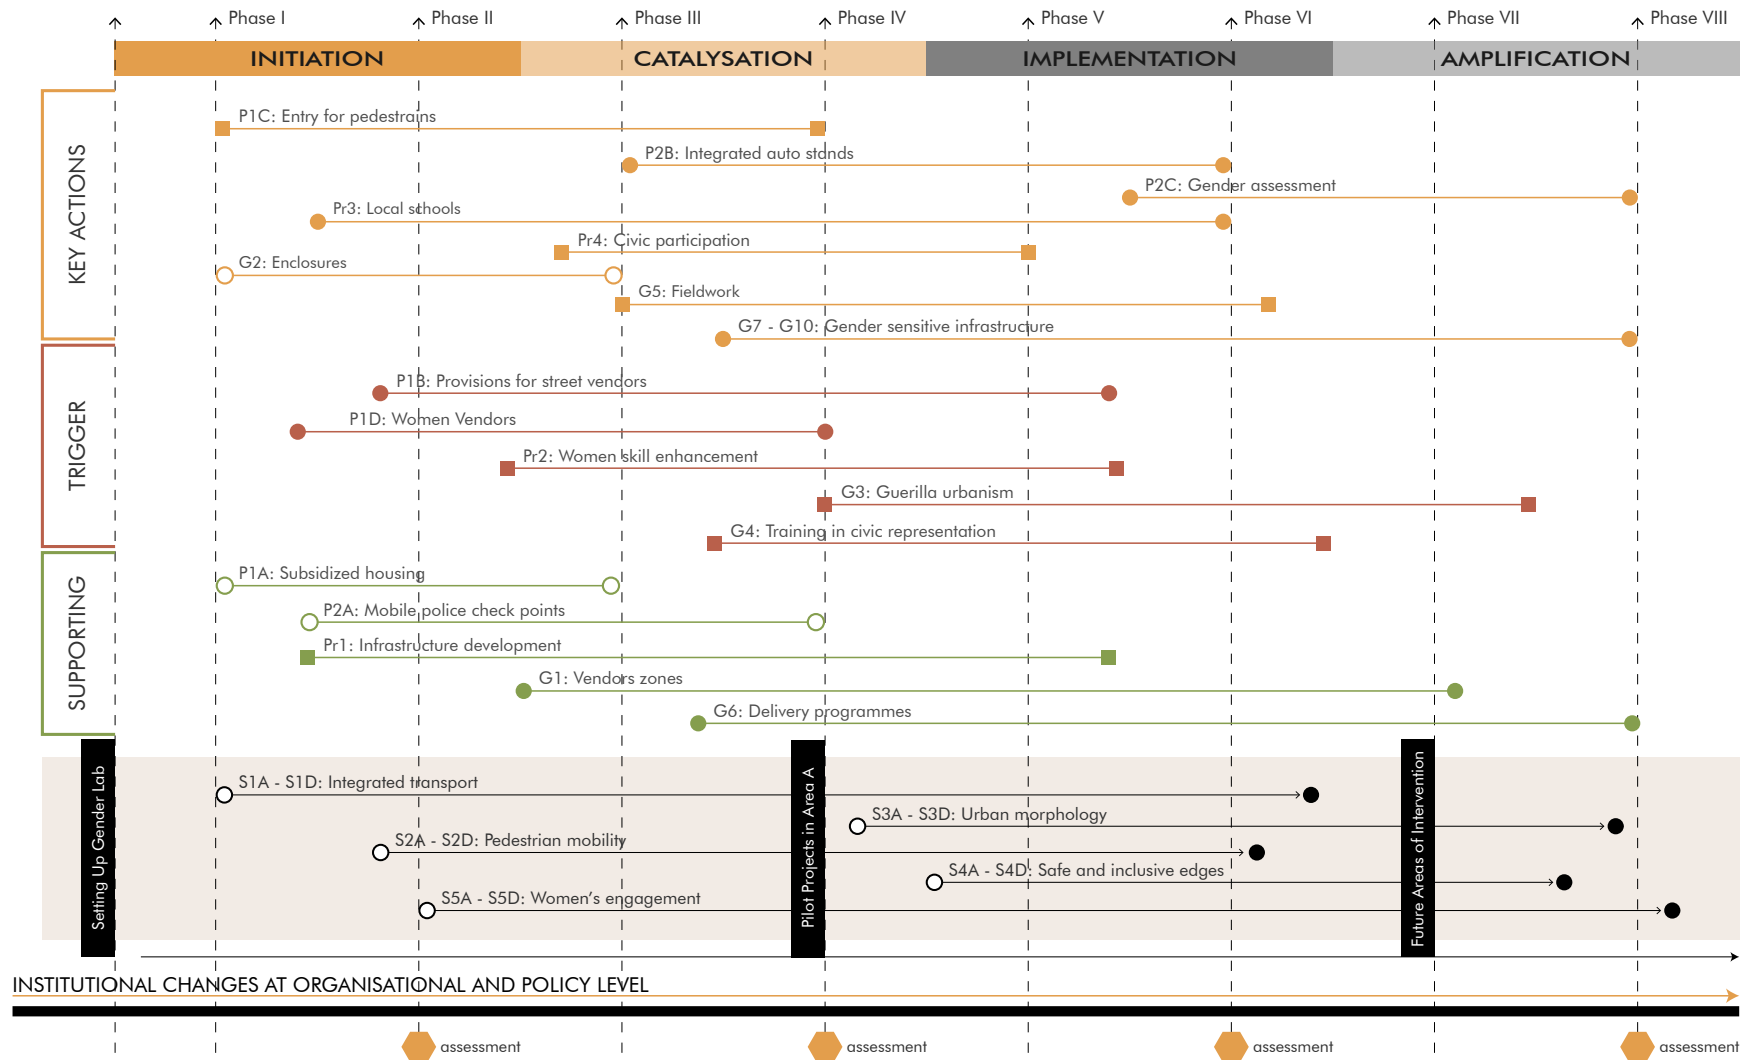 Phase I
Phase II
Phase III
Phase IV
Phase V
Phase VI
Phase VII
Phase VIII
INITIATION
CATALYSATION
IMPLEMENTATION
AMPLIFICATION
KEY ACTIONS
P1C: Entry for pedestrains
P2B: Integrated auto stands
P2C: Gender assessment
Pr3: Local schools
Pr4: Civic participation
G2: Enclosures
G5: Fieldwork
G7 - G10: Gender sensitive infrastructure
TRIGGER
P1B: Provisions for street vendors
P1D: Women Vendors
Pr2: Women skill enhancement
G3: Guerilla urbanism
G4: Training in civic representation
SUPPORTING
P1A: Subsidized housing
P2A: Mobile police check points
Pr1: Infrastructure development
G1: Vendors zones
G6: Delivery programmes
Setting Up Gender Lab
Pilot Projects in Area A
Future Areas of Intervention
S1A - S1D: Integrated transport
S3A - S3D: Urban morphology
S2A - S2D: Pedestrian mobility
S4A - S4D: Safe and inclusive edges
S5A - S5D: Women's engagement
INSTITUTIONAL CHANGES AT ORGANISATIONAL AND POLICY LEVEL
assessment
assessment
assessment
assessment